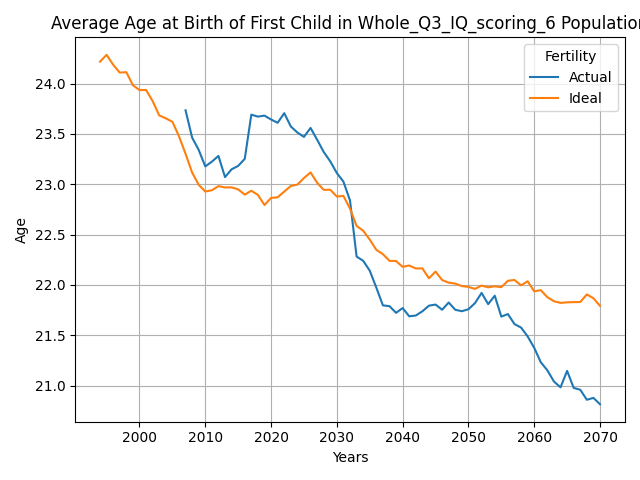 Average Age at Birth of First Child in Whole_Q3_IQ_scoring_6 Population
Fertility
Actual
Ideal
24.0
23.5
23.0
22.5
22.0
21.5
21.0
Age
2000 2010 2020 2030 2040 2050 2060 2070
Years